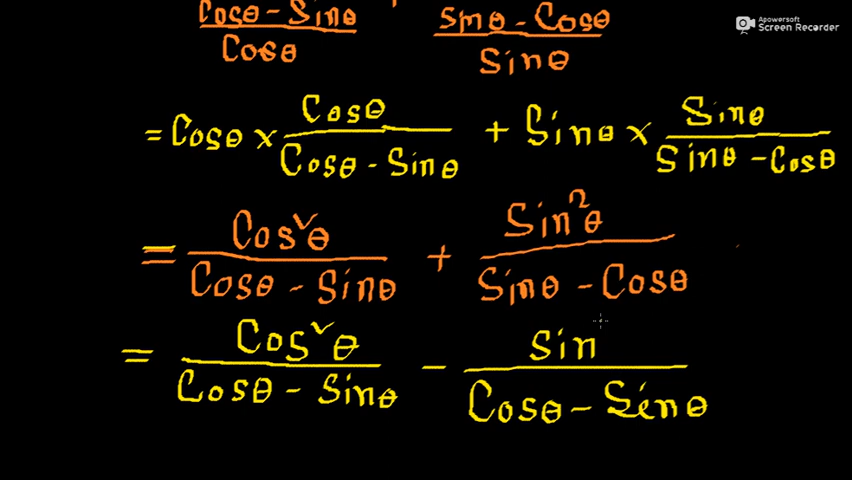 Apowersoft
Screen Recorder
Cosθ - Sinθ / Cosθ   Sinθ - Cosθ / Sinθ
= Cosθ × Cosθ / Cosθ - Sinθ + Sinθ × Sinθ / Sinθ - Cosθ
= Cos²θ / Cosθ - Sinθ + Sin²θ / Sinθ - Cosθ
= Cos²θ / Cosθ - Sinθ - Sin / Cosθ - Sinθ